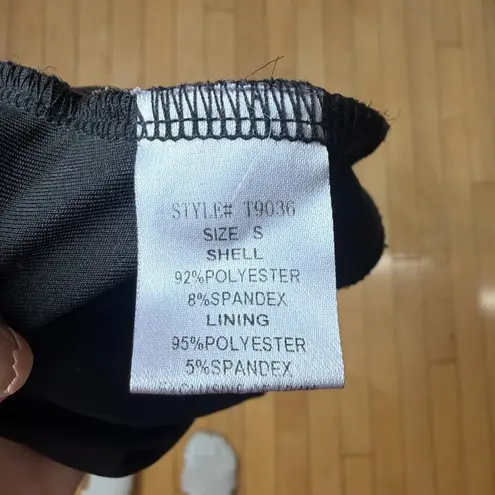 STYLE# T9036
SIZE S
SHELL
92%POLYESTER
8%SPANDEX
LINING
95%POLYESTER
5%SPANDEX